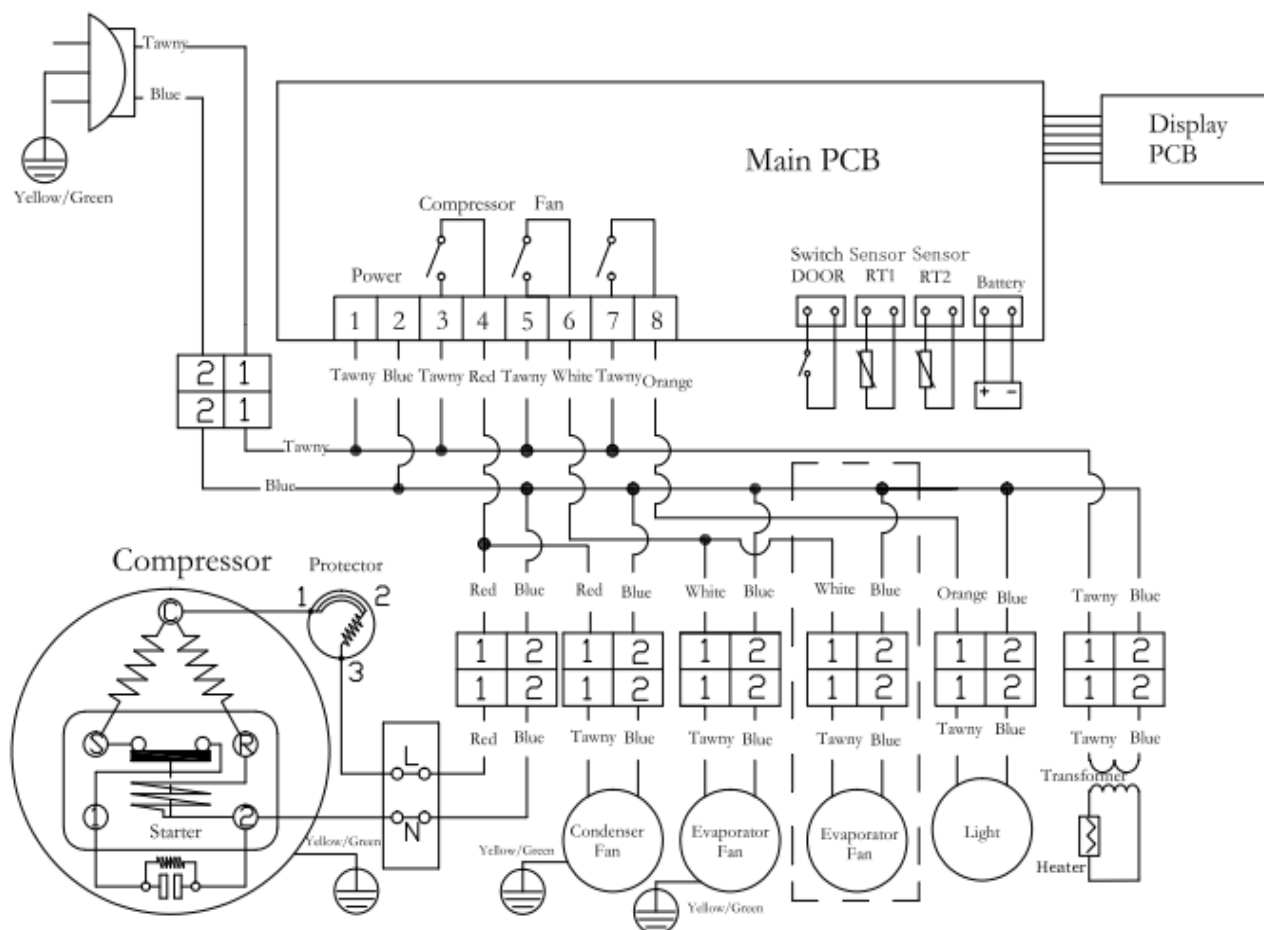 Tawny
Blue
Yellow/Green
Main PCB
Display
PCB
Compressor Fan
Power
Switch
DOOR
Sensor
RT1
Sensor
RT2
Battery
1 2 3 4 5 6 7 8
+ -
Tawny Blue Tawny Red Tawny White Tawny Orange
2 1
2 1
Tawny
Blue
Compressor
Protector
1 2
3
C
S R
1 2
Starter
L
N
Yellow/Green
Red Blue Red Blue White Blue White Blue Orange Blue Tawny Blue
1 2 1 2 1 2 1 2 1 2 1 2
1 2 1 2 1 2 1 2 1 2 1 2
Red Blue Tawny Blue Tawny Blue Tawny Blue Tawny Blue Tawny Blue
Condenser
Fan
Yellow/Green
Evaporator
Fan
Yellow/Green
Evaporator
Fan
Light
Transformer
Heater